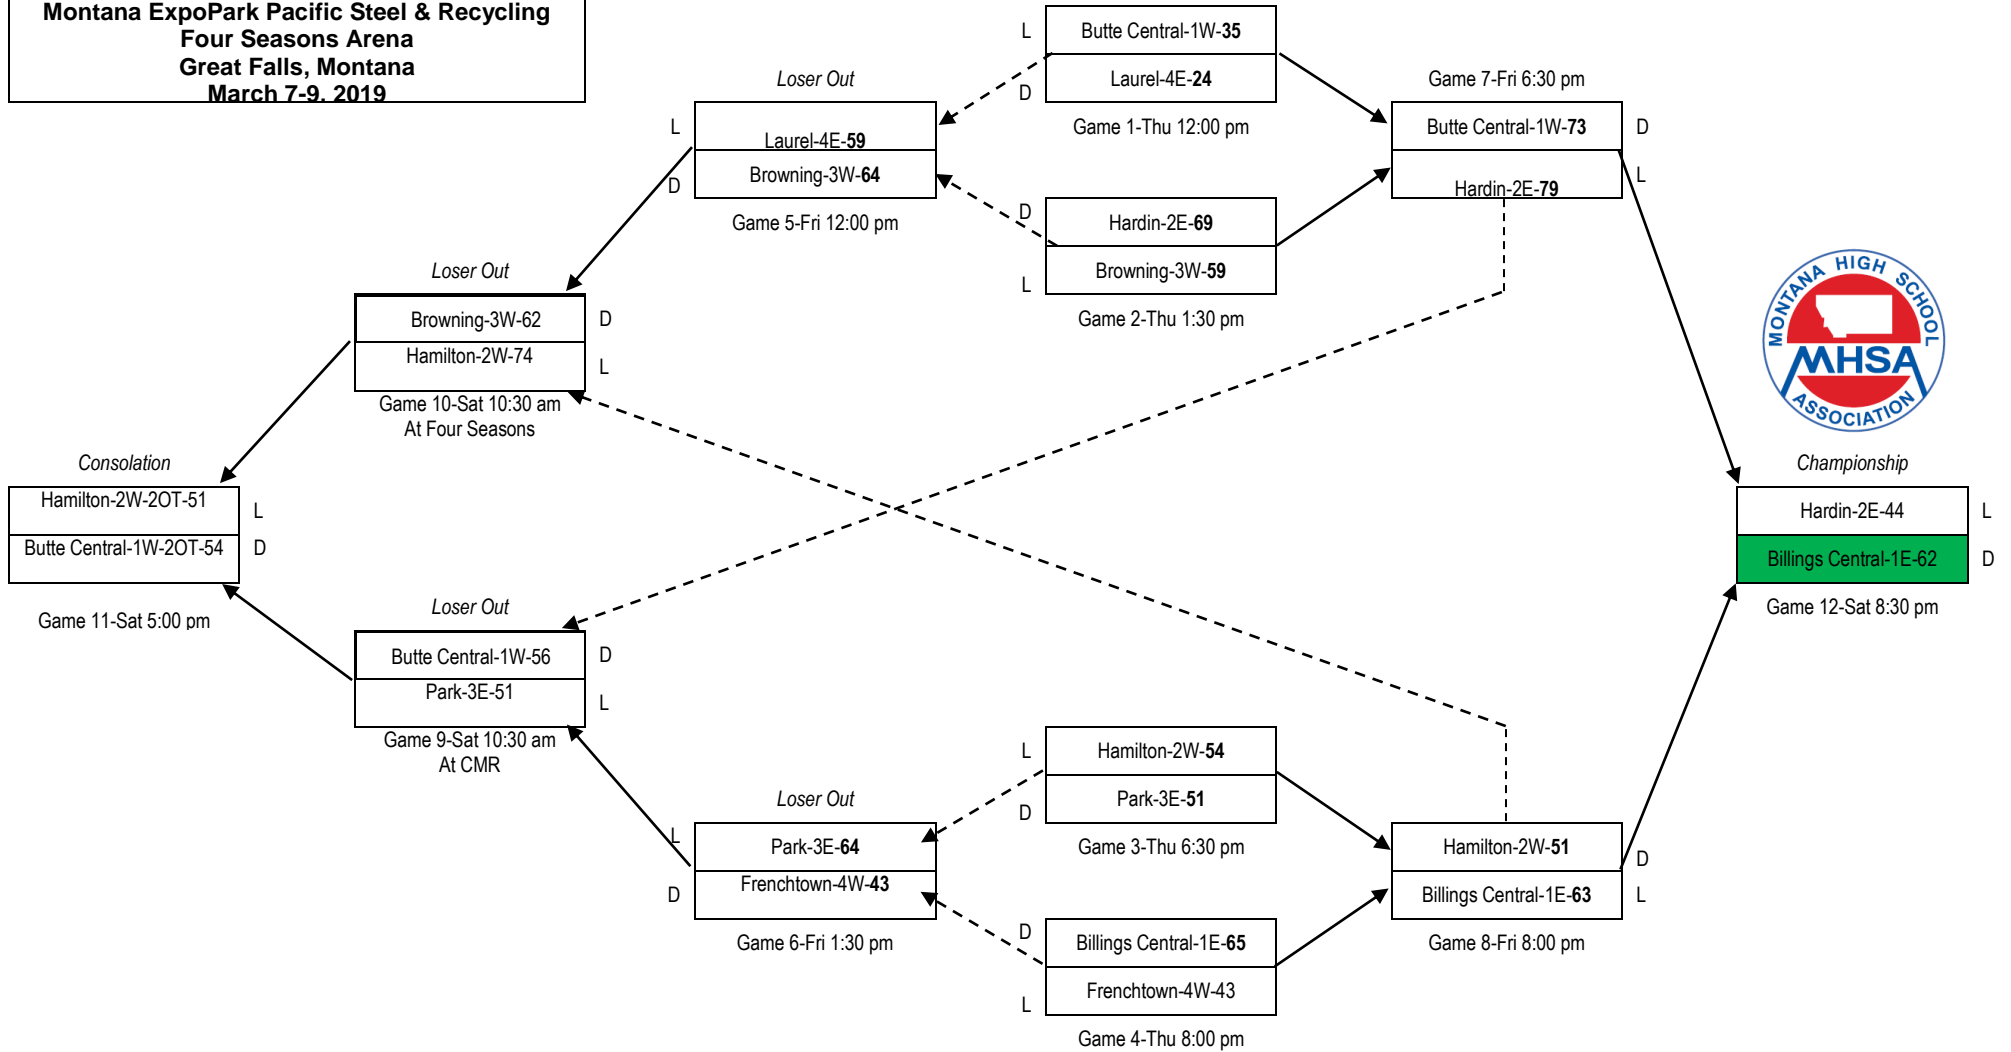 Montana ExpoPark Pacific Steel & Recycling
Four Seasons Arena
Great Falls, Montana
March 7-9, 2019
L
Butte Central-1W-35
Laurel-4E-24
D
Game 1-Thu 12:00 pm
D
Hardin-2E-69
Browning-3W-59
L
Game 2-Thu 1:30 pm
L
Hamilton-2W-54
Park-3E-51
D
Game 3-Thu 6:30 pm
D
Billings Central-1E-65
Frenchtown-4W-43
L
Game 4-Thu 8:00 pm
Loser Out
L
Laurel-4E-59
Browning-3W-64
D
Game 5-Fri 12:00 pm
Loser Out
L
Park-3E-64
Frenchtown-4W-43
D
Game 6-Fri 1:30 pm
Game 7-Fri 6:30 pm
Butte Central-1W-73
D
Hardin-2E-79
L
Hamilton-2W-51
D
Billings Central-1E-63
L
Game 8-Fri 8:00 pm
Loser Out
Browning-3W-62
D
Hamilton-2W-74
L
Game 10-Sat 10:30 am
At Four Seasons
Loser Out
Butte Central-1W-56
D
Park-3E-51
L
Game 9-Sat 10:30 am
At CMR
Consolation
Hamilton-2W-2OT-51
L
Butte Central-1W-2OT-54
D
Game 11-Sat 5:00 pm
MONTANA HIGH SCHOOL
MHSA
ASSOCIATION
Championship
Hardin-2E-44
L
Billings Central-1E-62
D
Game 12-Sat 8:30 pm